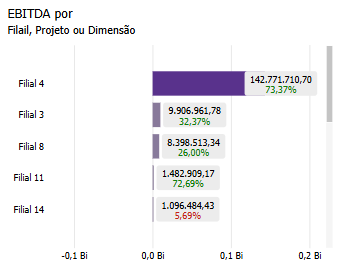 EBITDA por
Filail, Projeto ou Dimensão
Filial 4
142.771.710,70
73,37%
Filial 3
9.906.961,78
32,37%
Filial 8
8.398.513,34
26,00%
Filial 11
1.482.909,17
72,69%
Filial 14
1.096.484,43
5,69%
-0,1 Bi
0,0 Bi
0,1 Bi
0,2 Bi